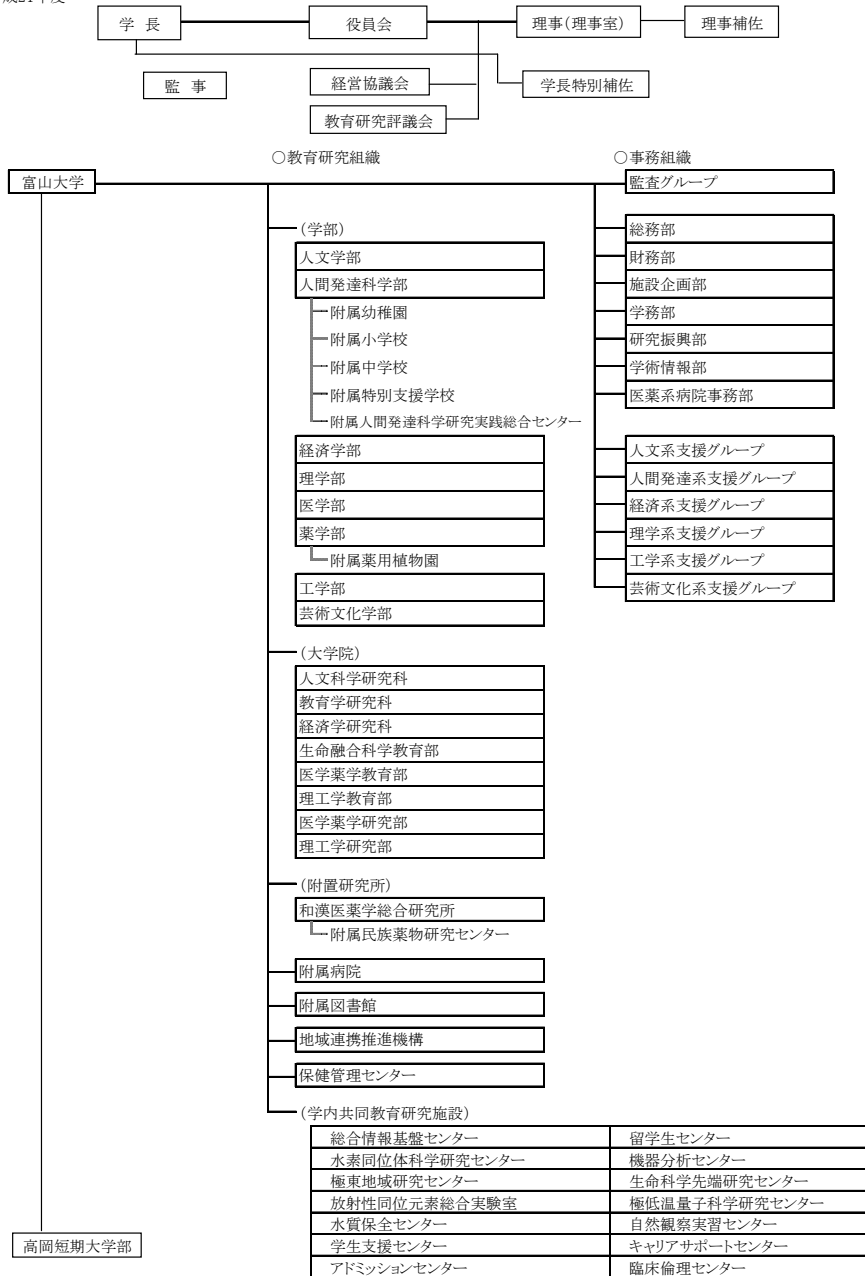 成21年度
学 長 役員会 理事(理事室) 理事補佐
監 事 経営協議会 学長特別補佐
教育研究評議会
○教育研究組織 ○事務組織
富山大学 監査グループ
(学部) 総務部
人文学部 財務部
人間発達科学部 施設企画部
附属幼稚園 学務部
附属小学校 研究振興部
附属中学校 学術情報部
附属特別支援学校 医薬系病院事務部
附属人間発達科学研究実践総合センター
経済学部 人文系支援グループ
理学部 人間発達系支援グループ
医学部 経済系支援グループ
薬学部 理学系支援グループ
附属薬用植物園 工学系支援グループ
工学部 芸術文化系支援グループ
芸術文化学部
(大学院)
人文科学研究科
教育学研究科
経済学研究科
生命融合科学教育部
医学薬学教育部
理工学教育部
医学薬学研究部
理工学研究部
(附置研究所)
和漢医薬学総合研究所
附属民族薬物研究センター
附属病院
附属図書館
地域連携推進機構
保健管理センター
(学内共同教育研究施設)
総合情報基盤センター 留学生センター
水素同位体科学研究センター 機器分析センター
極東地域研究センター 生命科学先端研究センター
放射性同位元素総合実験室 極低温量子科学研究センター
水質保全センター 自然観察実習センター
高岡短期大学部 学生支援センター キャリアサポートセンター
アドミッションセンター 臨床倫理センター